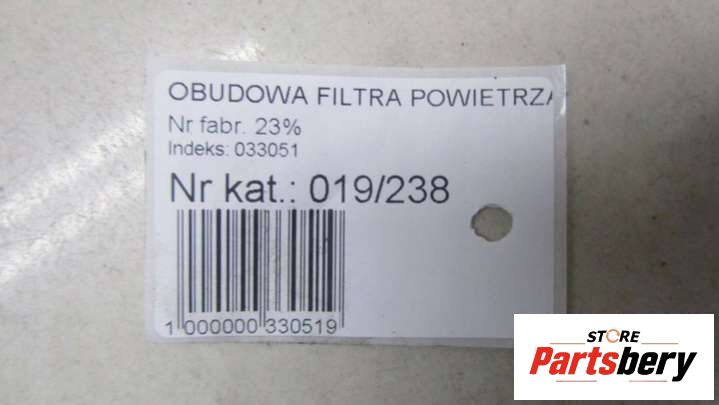 OBUDOWA FILTRA POWIETRZA
Nr fabr. 23%
Indeks: 033051
Nr kat.: 019/238
1 000000 330519
STORE
Partsbery